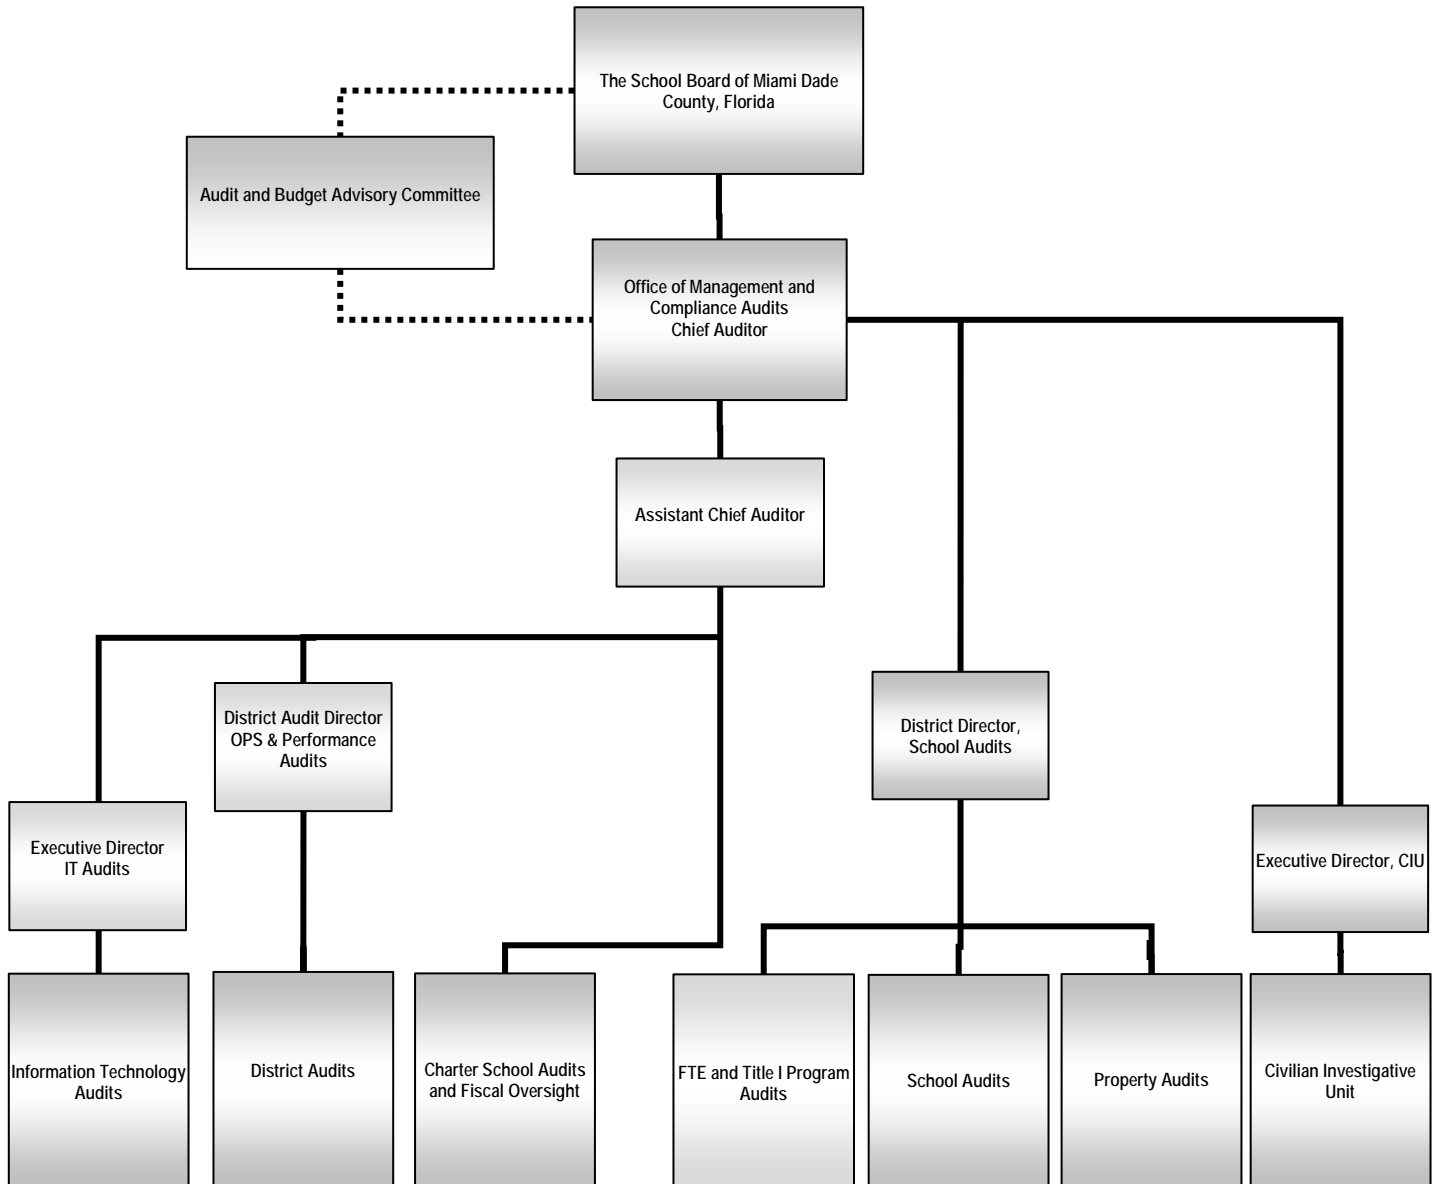 The School Board of Miami Dade
County, Florida
Audit and Budget Advisory Committee
Office of Management and
Compliance Audits
Chief Auditor
Assistant Chief Auditor
District Audit Director
OPS & Performance
Audits
District Director,
School Audits
Executive Director
IT Audits
Executive Director, CIU
Information Technology
Audits
District Audits
Charter School Audits
and Fiscal Oversight
FTE and Title I Program
Audits
School Audits
Property Audits
Civilian Investigative
Unit